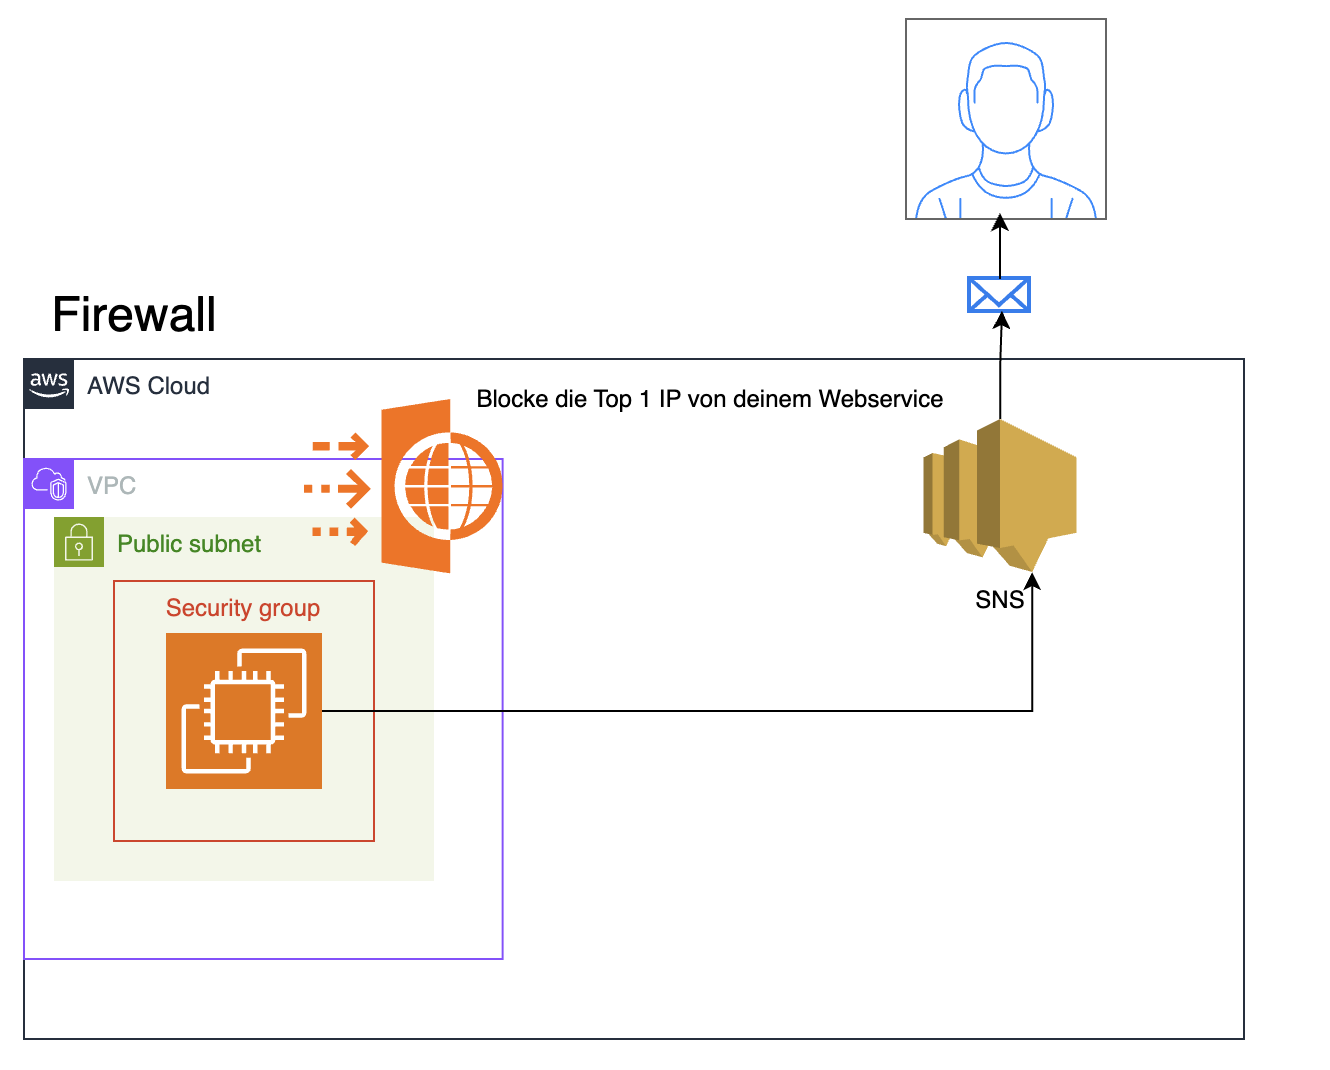 Firewall
aws
AWS Cloud
Blocke die Top 1 IP von deinem Webservice
VPC
Public subnet
Security group
SNS